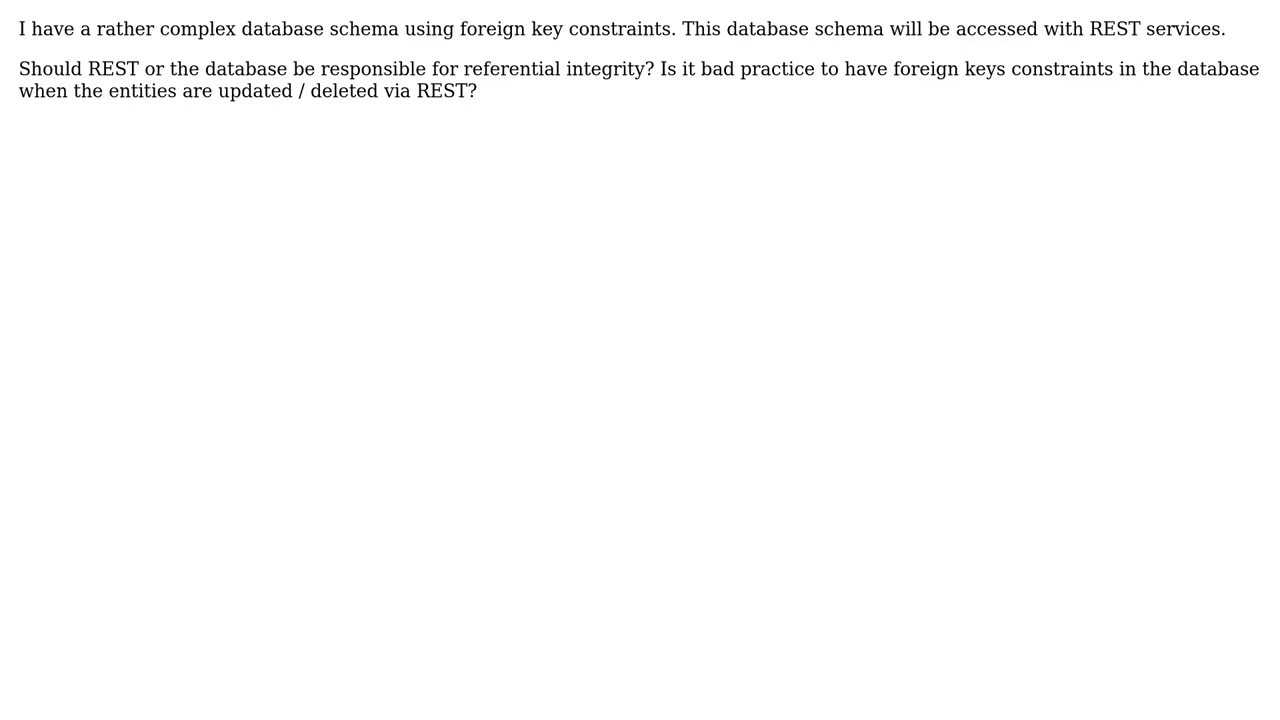 I have a rather complex database schema using foreign key constraints. This database schema will be accessed with REST services.
Should REST or the database be responsible for referential integrity? Is it bad practice to have foreign keys constraints in the database
when the entities are updated / deleted via REST?